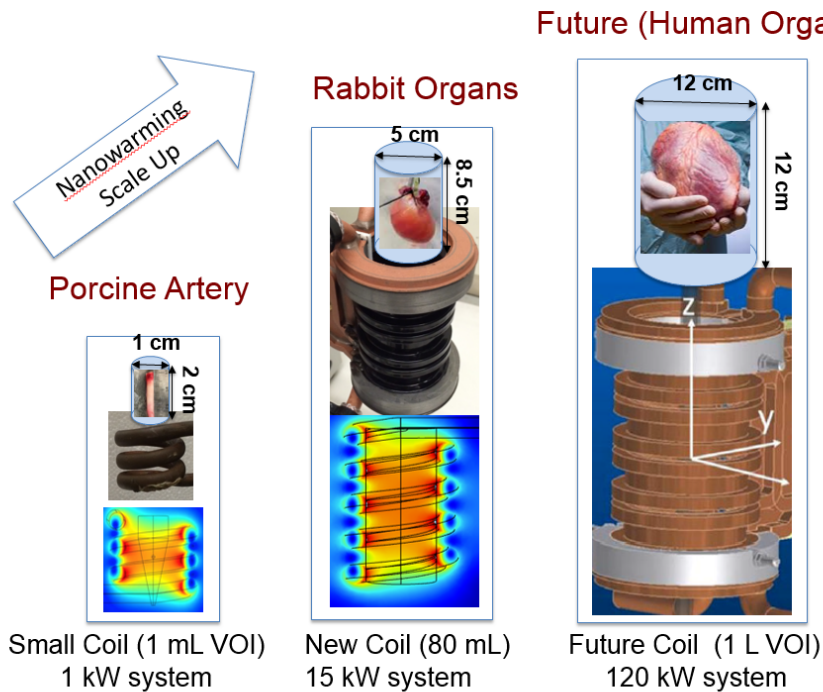 Future (Human Orga
Nanowarming
Scale Up
Rabbit Organs
12 cm
12 cm
5 cm
8.5 cm
Porcine Artery
1 cm
2 cm
z
y
Small Coil (1 mL VOI)
1 kW system
New Coil (80 mL)
15 kW system
Future Coil (1 L VOI)
120 kW system